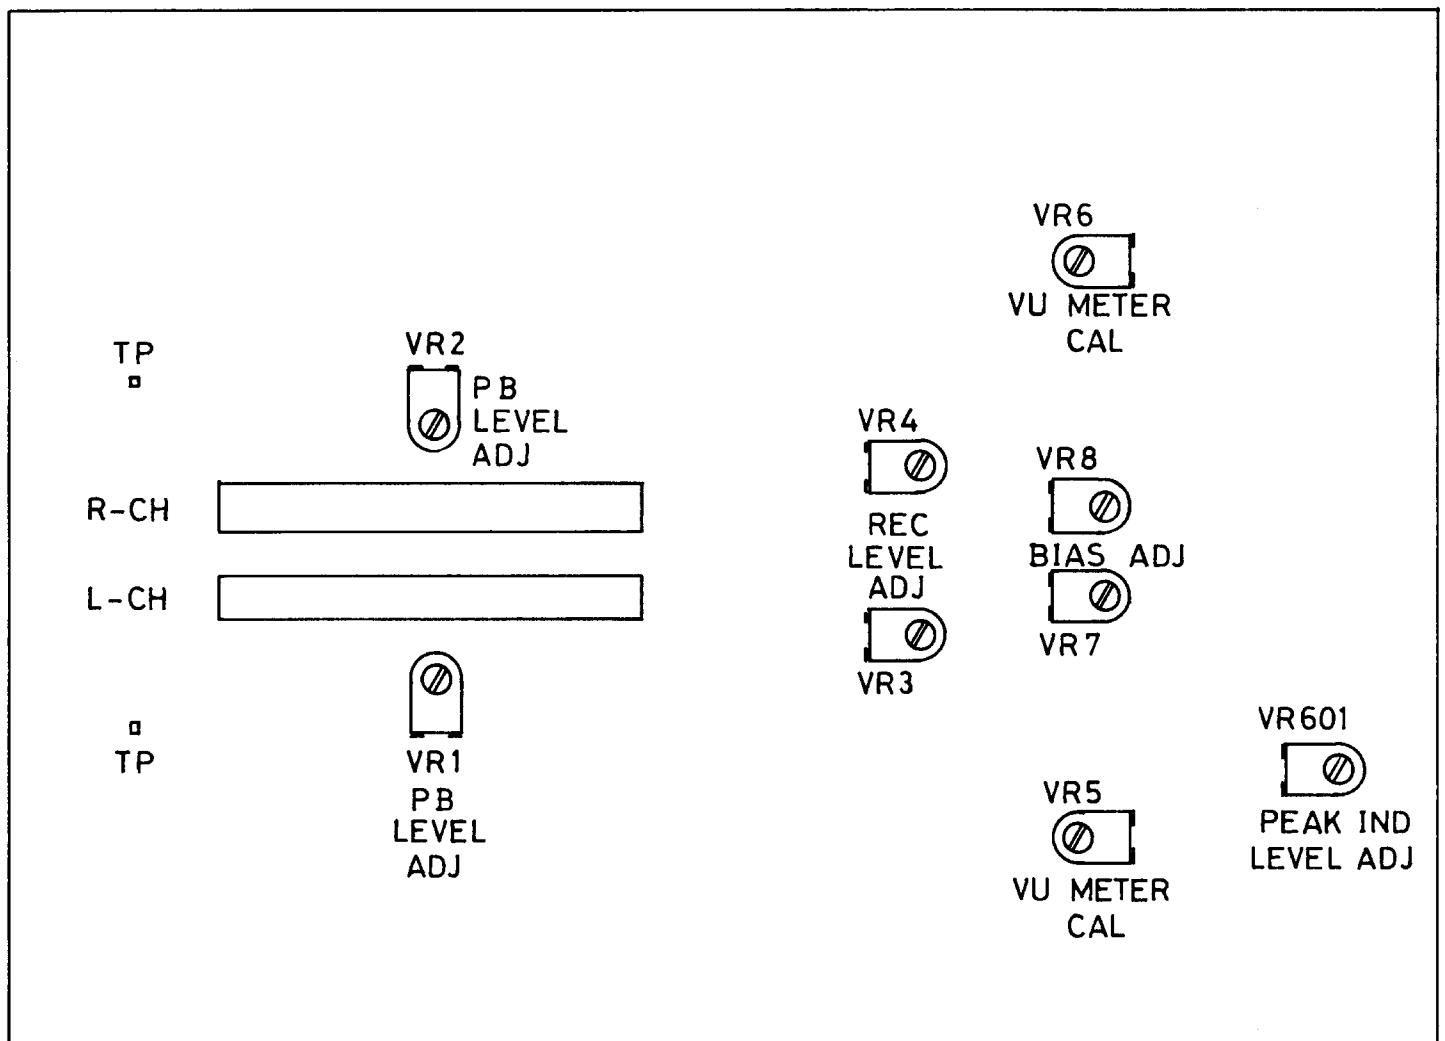 VR6
VU METER
CAL
TP
VR2
PB
LEVEL
ADJ
R-CH
L-CH
VR4
REC
LEVEL
ADJ
VR3
VR8
BIAS ADJ
VR7
TP
VR1
PB
LEVEL
ADJ
VR5
VU METER
CAL
VR601
PEAK IND
LEVEL ADJ